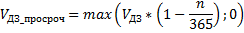 V_ДЗ_просроч = max(V_ДЗ * (1 − n/365); 0)